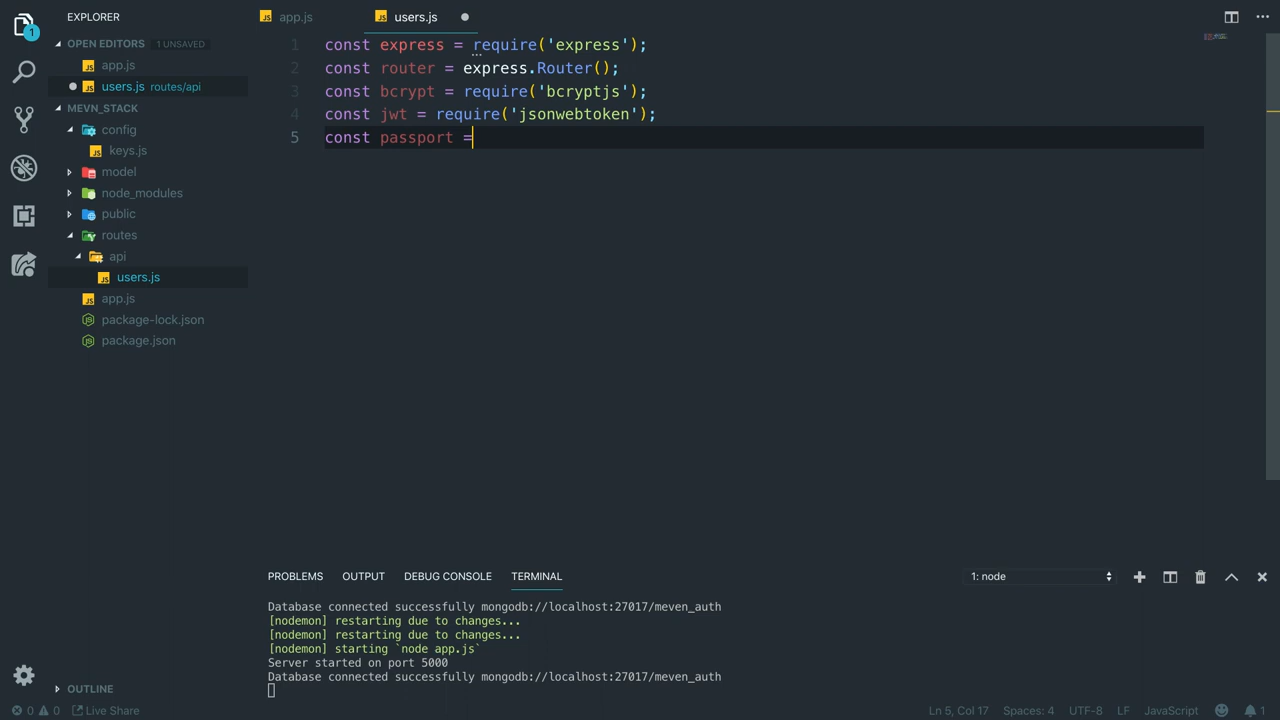 EXPLORER
OPEN EDITORS 1 UNSAVED
app.js
users.js routes/api
MEVN_STACK
config
keys.js
model
node_modules
public
routes
api
users.js
app.js
package-lock.json
package.json
OUTLINE
app.js
users.js
1 const express = require('express');
2 const router = express.Router();
3 const bcrypt = require('bcryptjs');
4 const jwt = require('jsonwebtoken');
5 const passport =
PROBLEMS OUTPUT DEBUG CONSOLE TERMINAL 1: node
Database connected successfully mongodb://localhost:27017/meven_auth
[nodemon] restarting due to changes...
[nodemon] restarting due to changes...
[nodemon] starting `node app.js`
Server started on port 5000
Database connected successfully mongodb://localhost:27017/meven_auth
0 0 Live Share Ln 5, Col 17 Spaces: 4 UTF-8 LF JavaScript 1
1